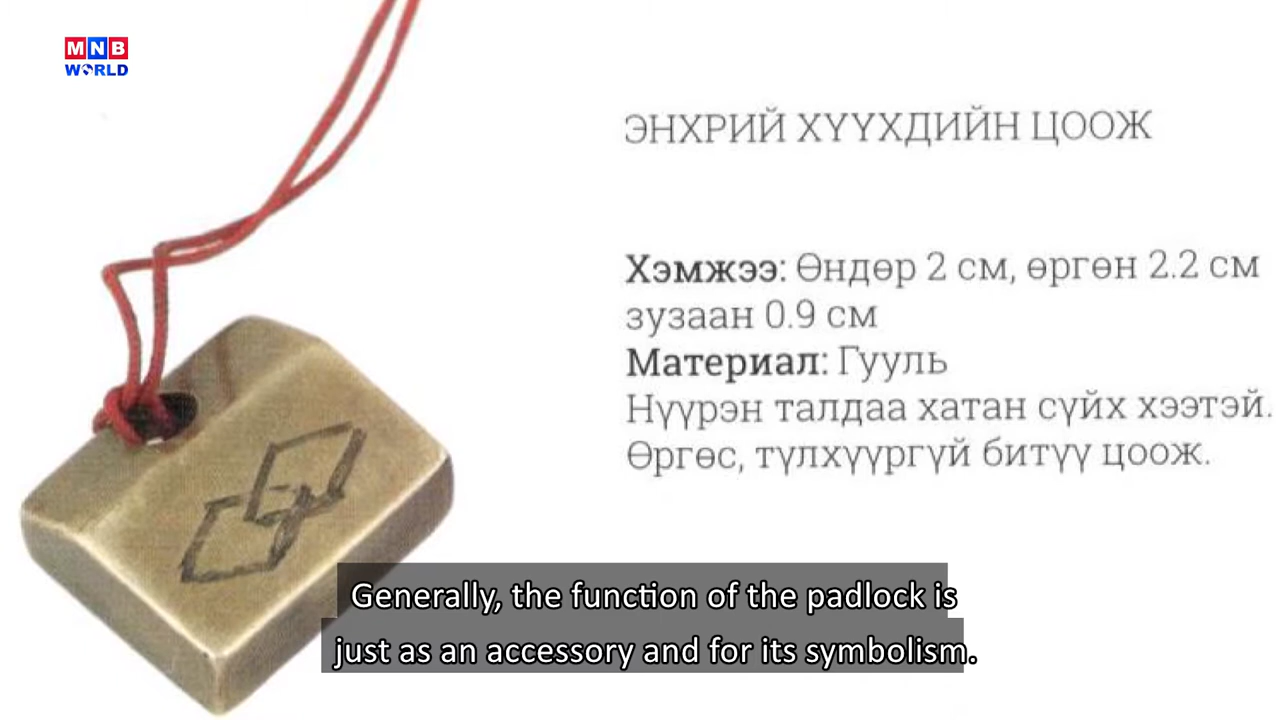 MNB
WORLD
ЭНХРИЙ ХҮҮХДИЙН ЦООЖ
Хэмжээ: Өндөр 2 см, өргөн 2.2 см
зузаан 0.9 см
Материал: Гууль
Нүүрэн талдаа хатан сүйх хээтэй.
Өргөс, түлхүүргүй битүү цоож.
Generally, the function of the padlock is
just as an accessory and for its symbolism.